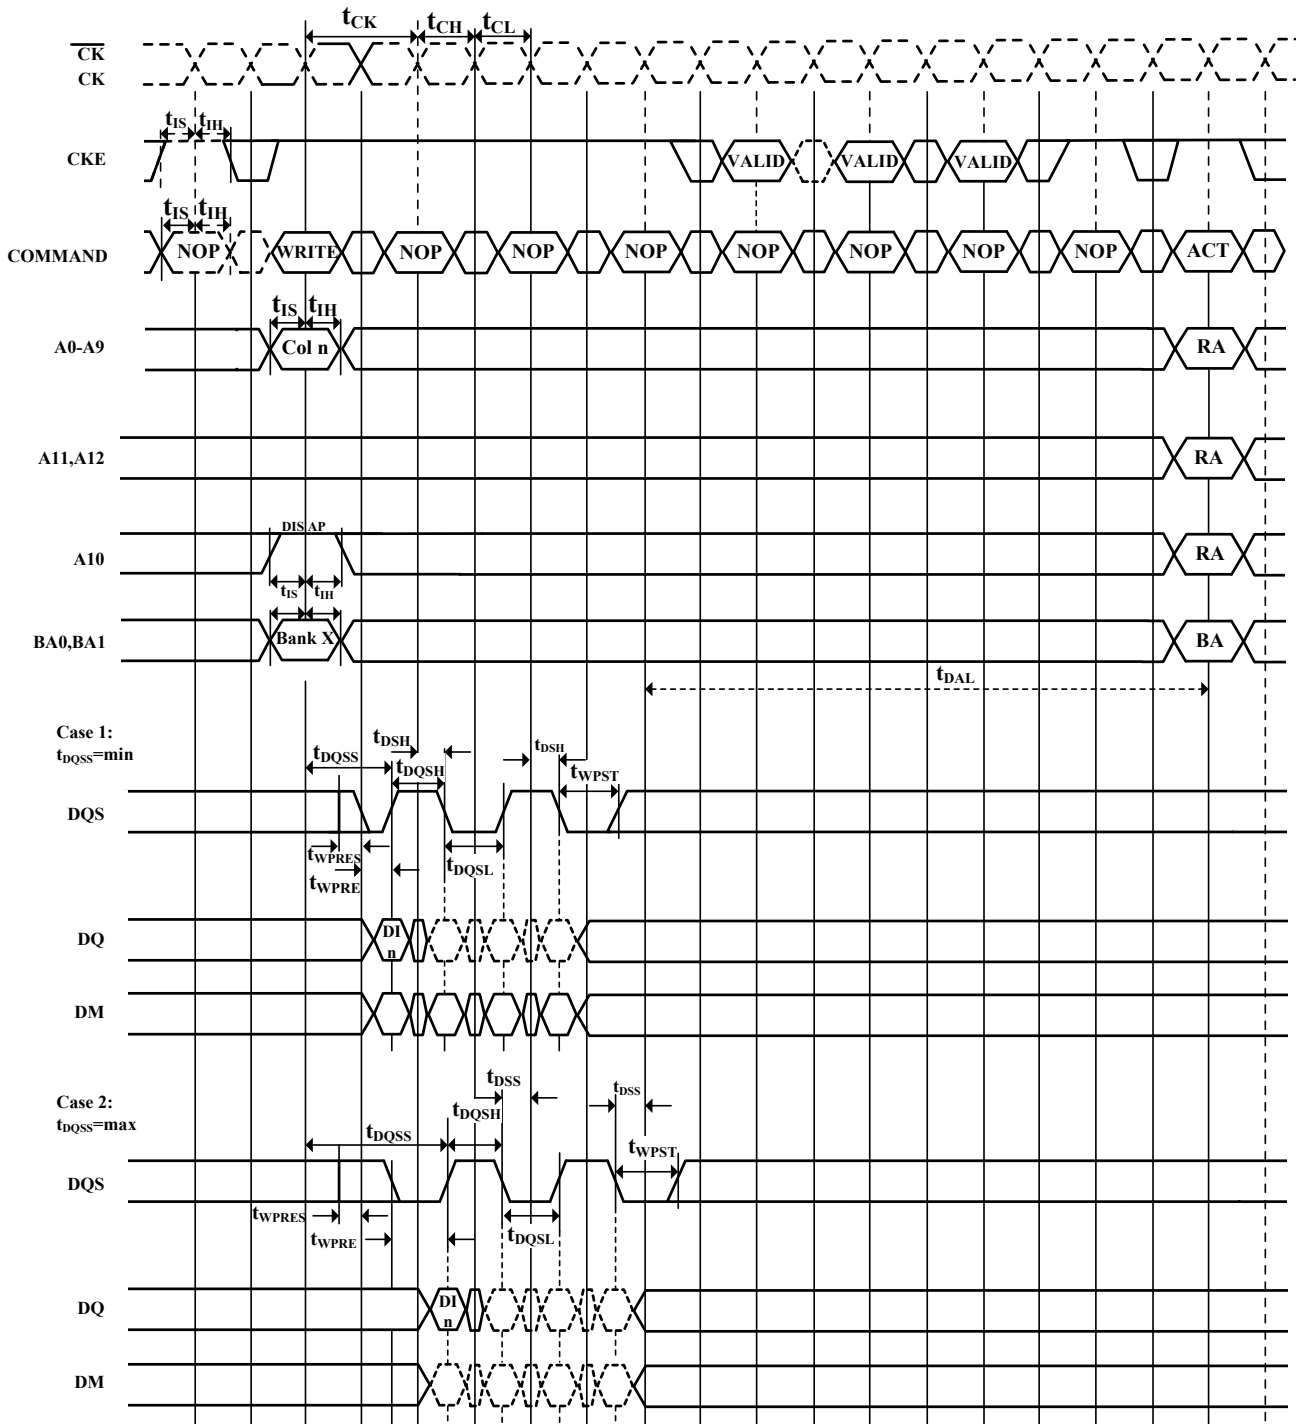 tCK tCH tCL
CK
CK
tIS tIH
CKE VALID VALID VALID
tIS tIH
COMMAND NOP WRITE NOP NOP NOP NOP NOP NOP NOP ACT
tIS tIH
A0-A9 Col n RA
A11,A12 RA
DIS AP
A10 RA
tIS tIH
BA0,BA1 Bank X BA
tDAL
Case 1:
tDQSS=min
tDSH tDSH
tDQSS tDQSH tWPST
DQS
tWPRES tDQSL
tWPRE
DQ DI
n
DM
tDSS tDSS
Case 2:
tDQSS=max
tDQSH
tDQSS tWPST
DQS
tWPRES
tWPRE tDQSL
DQ DI
n
DM